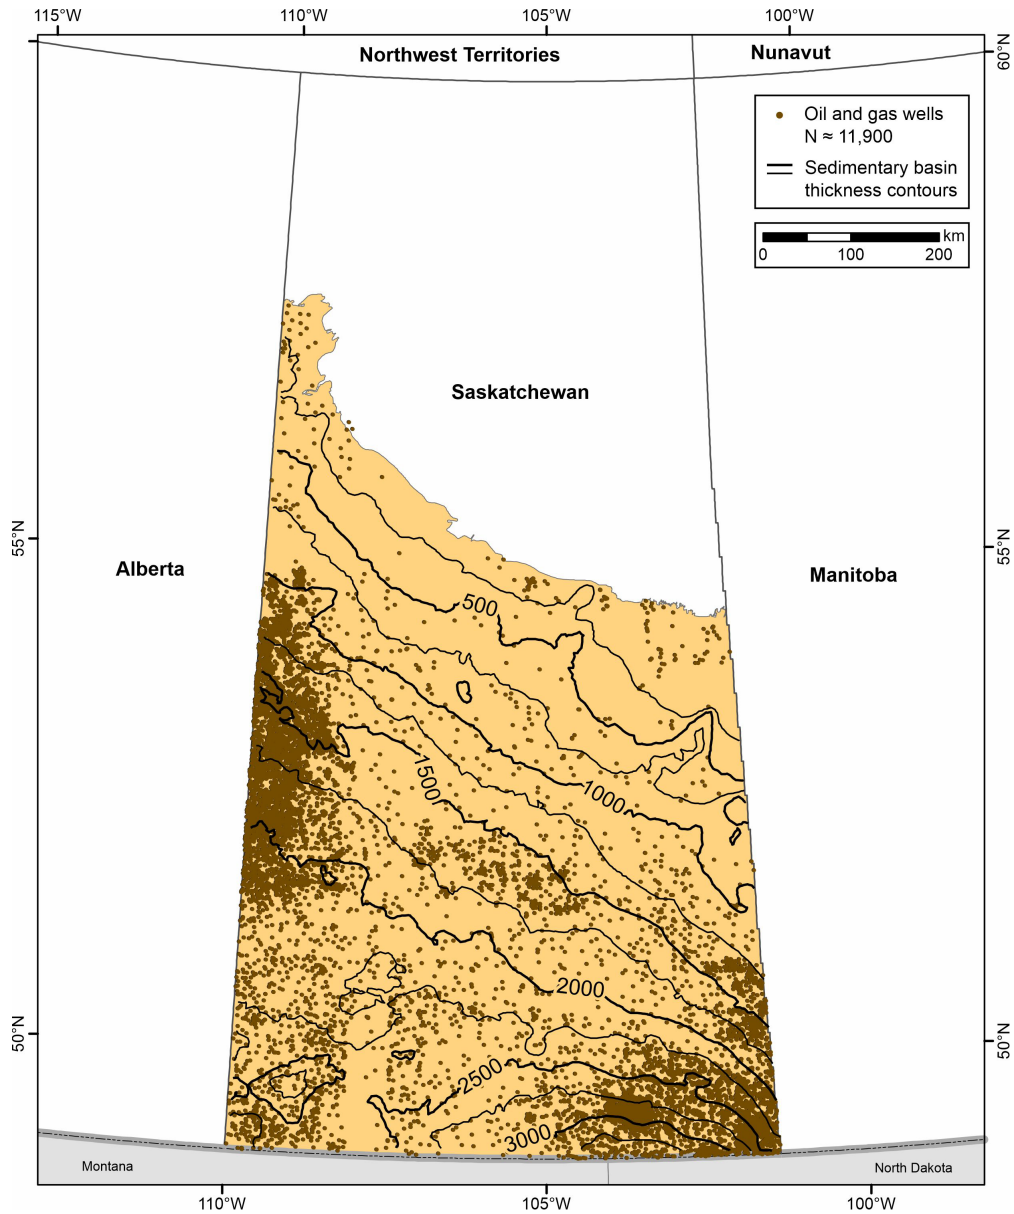 115°W 110°W 105°W 100°W
60°N
Northwest Territories
Nunavut
Oil and gas wells
N ≈ 11,900
Sedimentary basin
thickness contours
km
0 100 200
Saskatchewan
55°N
55°N
Alberta
Manitoba
500
1500
1000
2000
50°N
50°N
2500
3000
Montana
North Dakota
110°W 105°W 100°W